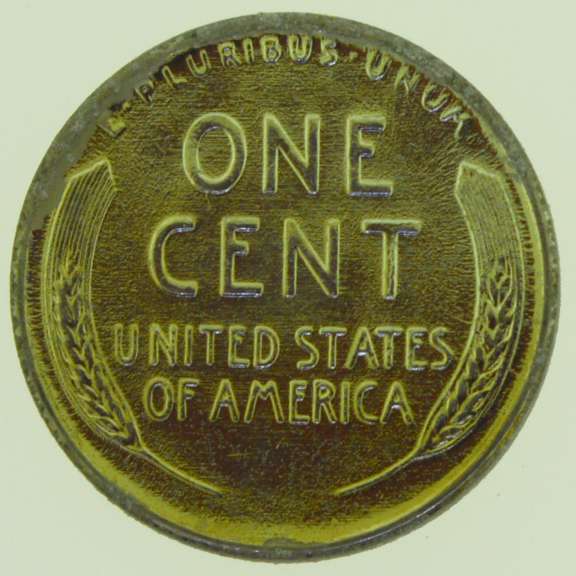 E·PLURIBUS·UNUM
ONE
CENT
UNITED STATES
OF AMERICA